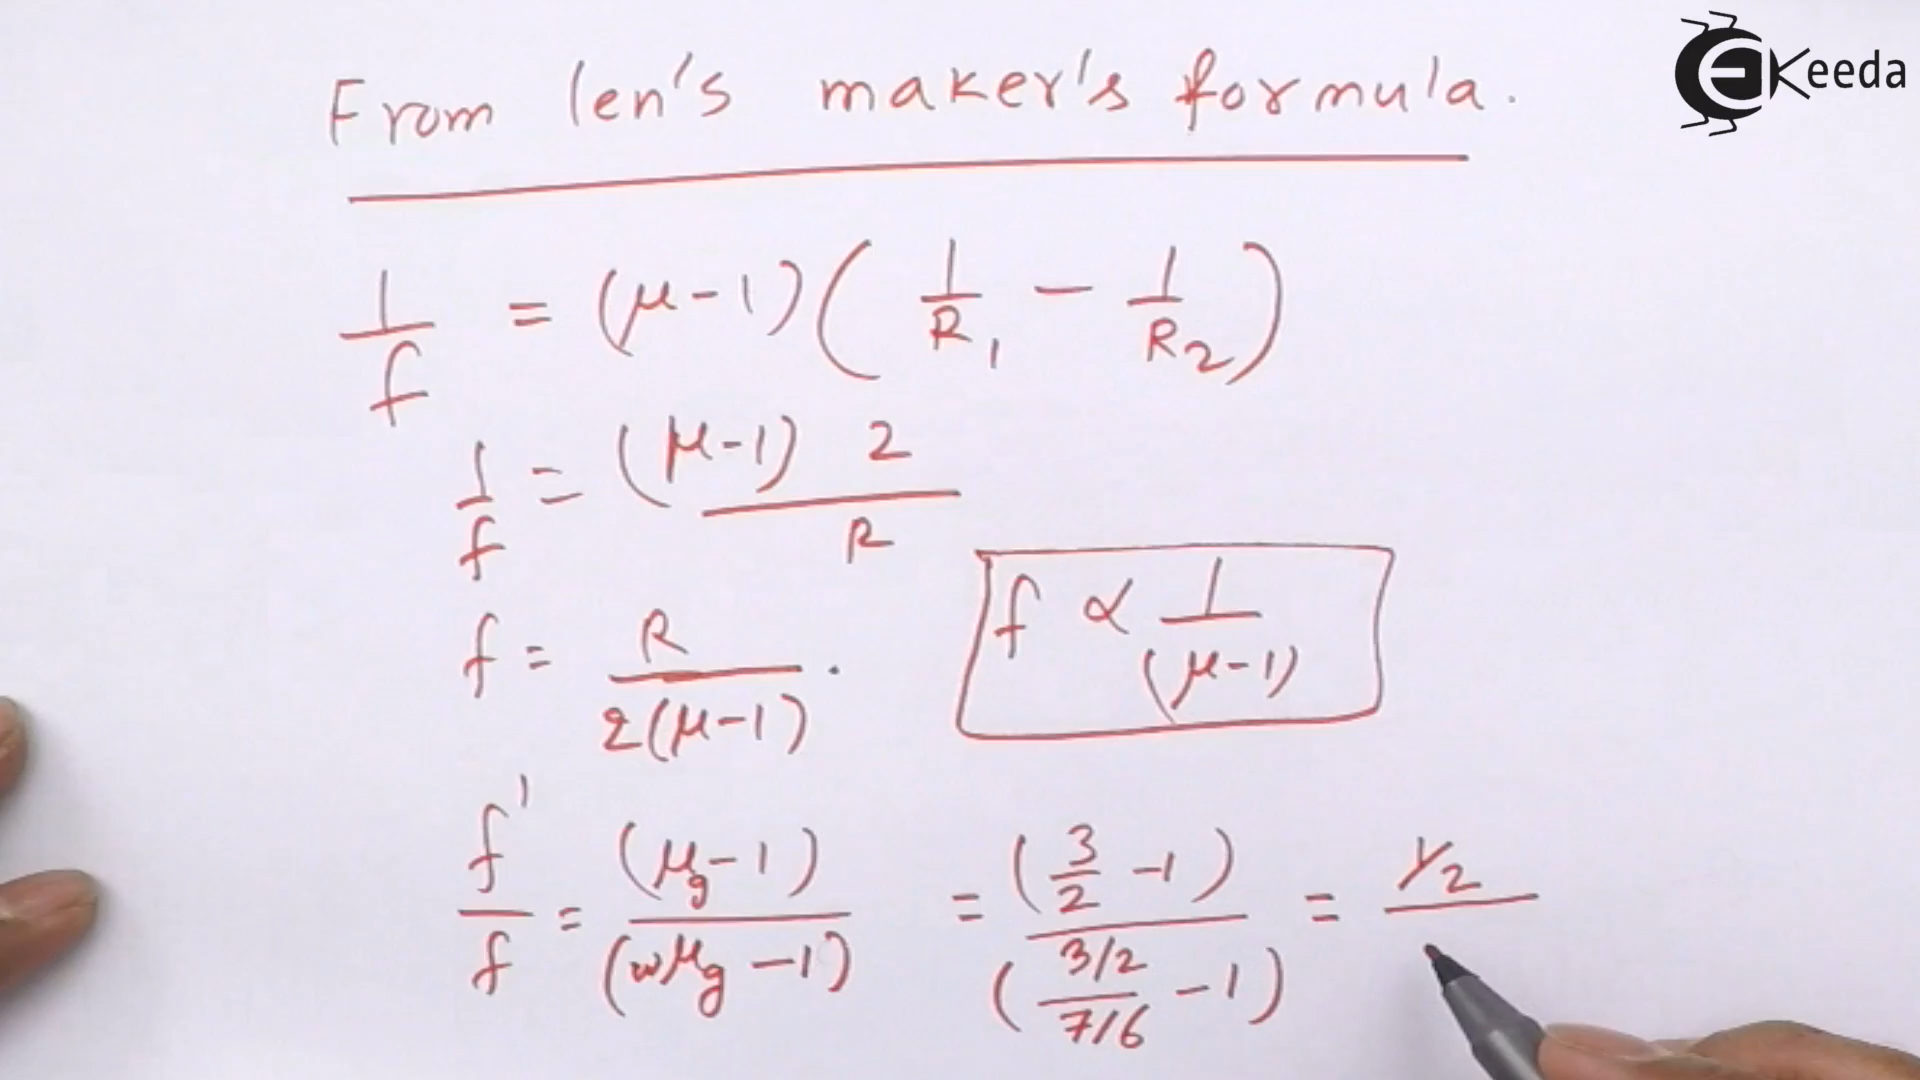 EKeeda
From len's maker's formula.
1/f = (μ-1)(1/R1 - 1/R2)
1/f = (μ-1) 2/R
f = R/2(μ-1).
f ∝ 1/(μ-1)
f'/f = (μg-1)/(wμg-1) = (3/2 -1)/((3/2)/(7/6) -1) = 1/2